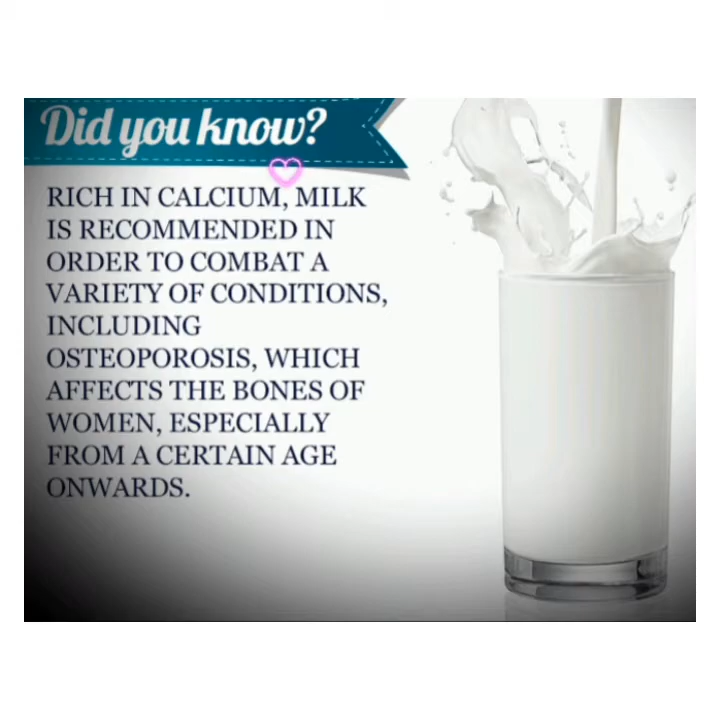 Did you know?
RICH IN CALCIUM, MILK
IS RECOMMENDED IN
ORDER TO COMBAT A
VARIETY OF CONDITIONS,
INCLUDING
OSTEOPOROSIS, WHICH
AFFECTS THE BONES OF
WOMEN, ESPECIALLY
FROM A CERTAIN AGE
ONWARDS.